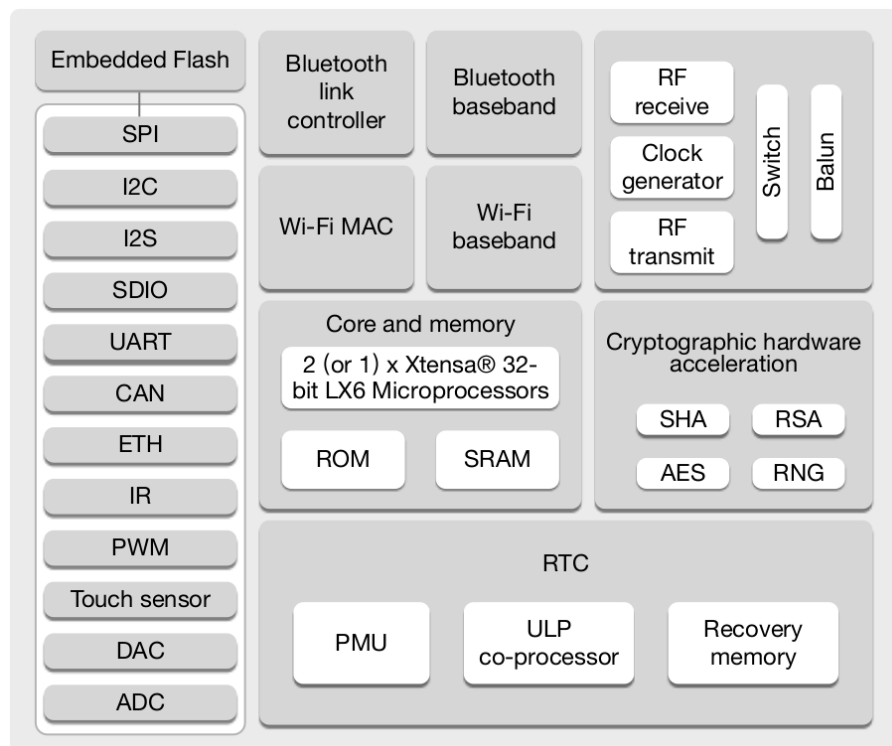 Embedded Flash
SPI
I2C
I2S
SDIO
UART
CAN
ETH
IR
PWM
Touch sensor
DAC
ADC
Bluetooth
link
controller
Bluetooth
baseband
Wi-Fi MAC
Wi-Fi
baseband
RF
receive
Clock
generator
RF
transmit
Switch
Balun
Core and memory
2 (or 1) x Xtensa® 32-
bit LX6 Microprocessors
ROM
SRAM
Cryptographic hardware
acceleration
SHA
RSA
AES
RNG
RTC
PMU
ULP
co-processor
Recovery
memory